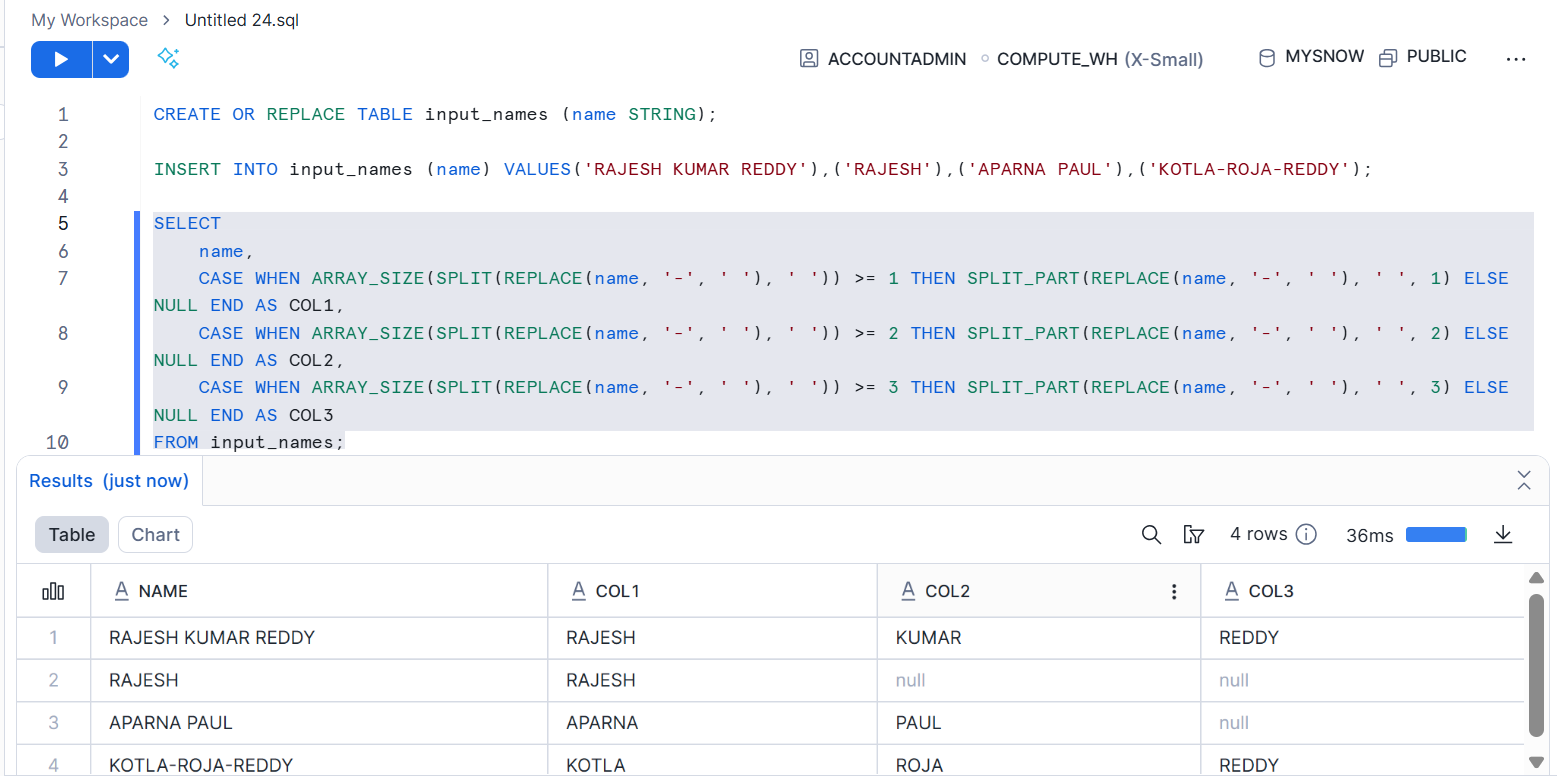 My Workspace > Untitled 24.sql
ACCOUNTADMIN COMPUTE_WH (X-Small) MYSNOW PUBLIC ...
1 CREATE OR REPLACE TABLE input_names (name STRING);
2
3 INSERT INTO input_names (name) VALUES('RAJESH KUMAR REDDY'),('RAJESH'),('APARNA PAUL'),('KOTLA-ROJA-REDDY');
4
5 SELECT
6 name,
7 CASE WHEN ARRAY_SIZE(SPLIT(REPLACE(name, '-', ' '), ' ')) >= 1 THEN SPLIT_PART(REPLACE(name, '-', ' '), ' ', 1) ELSE
NULL END AS COL1,
8 CASE WHEN ARRAY_SIZE(SPLIT(REPLACE(name, '-', ' '), ' ')) >= 2 THEN SPLIT_PART(REPLACE(name, '-', ' '), ' ', 2) ELSE
NULL END AS COL2,
9 CASE WHEN ARRAY_SIZE(SPLIT(REPLACE(name, '-', ' '), ' ')) >= 3 THEN SPLIT_PART(REPLACE(name, '-', ' '), ' ', 3) ELSE
NULL END AS COL3
10 FROM input_names;
Results (just now)
Table Chart 4 rows 36ms
A NAME A COL1 A COL2 A COL3
1 RAJESH KUMAR REDDY RAJESH KUMAR REDDY
2 RAJESH RAJESH null null
3 APARNA PAUL APARNA PAUL null
4 KOTLA-ROJA-REDDY KOTLA ROJA REDDY